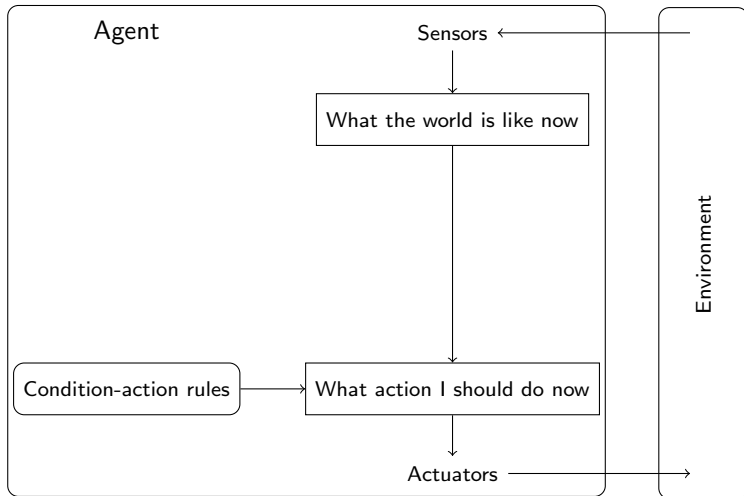 Agent
Sensors
What the world is like now
Environment
Condition-action rules
What action I should do now
Actuators